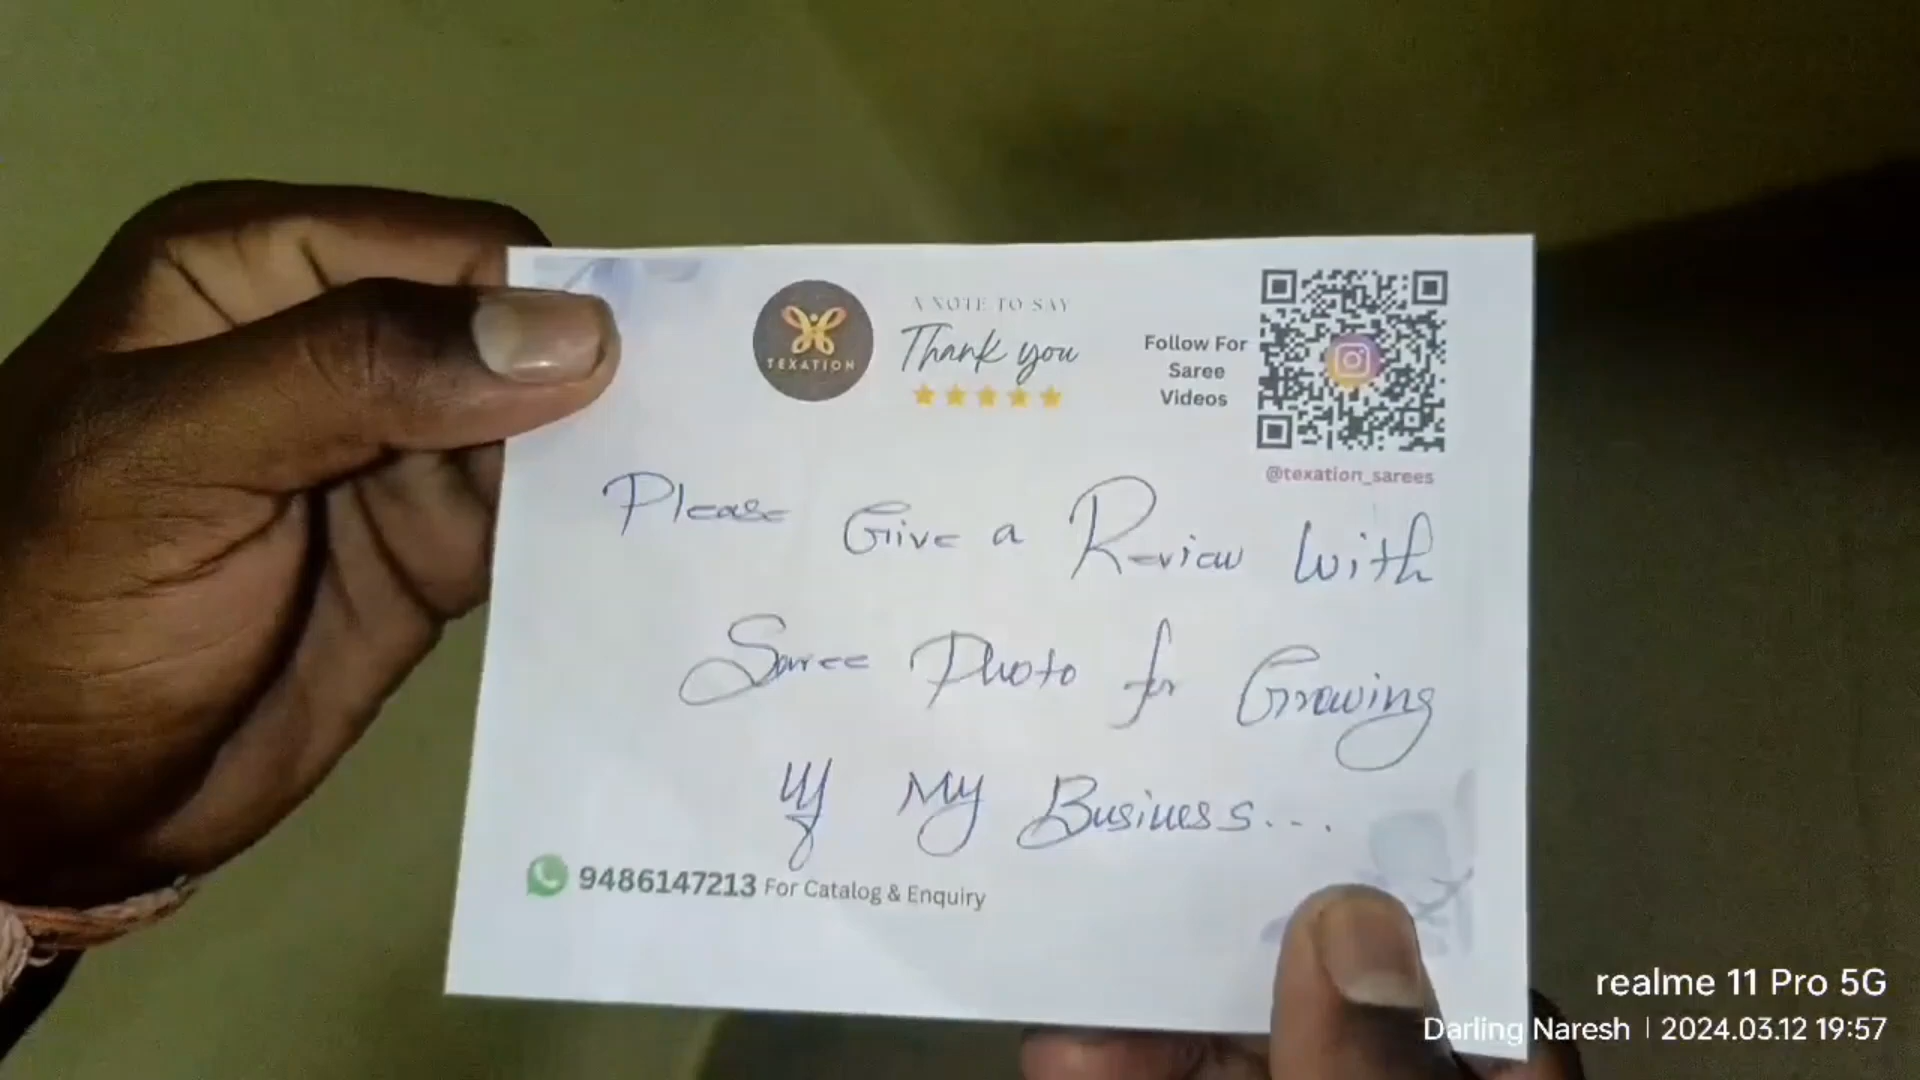 TEXATION
A NOTE TO SAY
Thank you
Follow For
Saree
Videos
@texation_sarees
Please Give a Review With
Saree Photo for Growing
of My Business...
9486147213 For Catalog & Enquiry
realme 11 Pro 5G
Darling Naresh | 2024.03.12 19:57